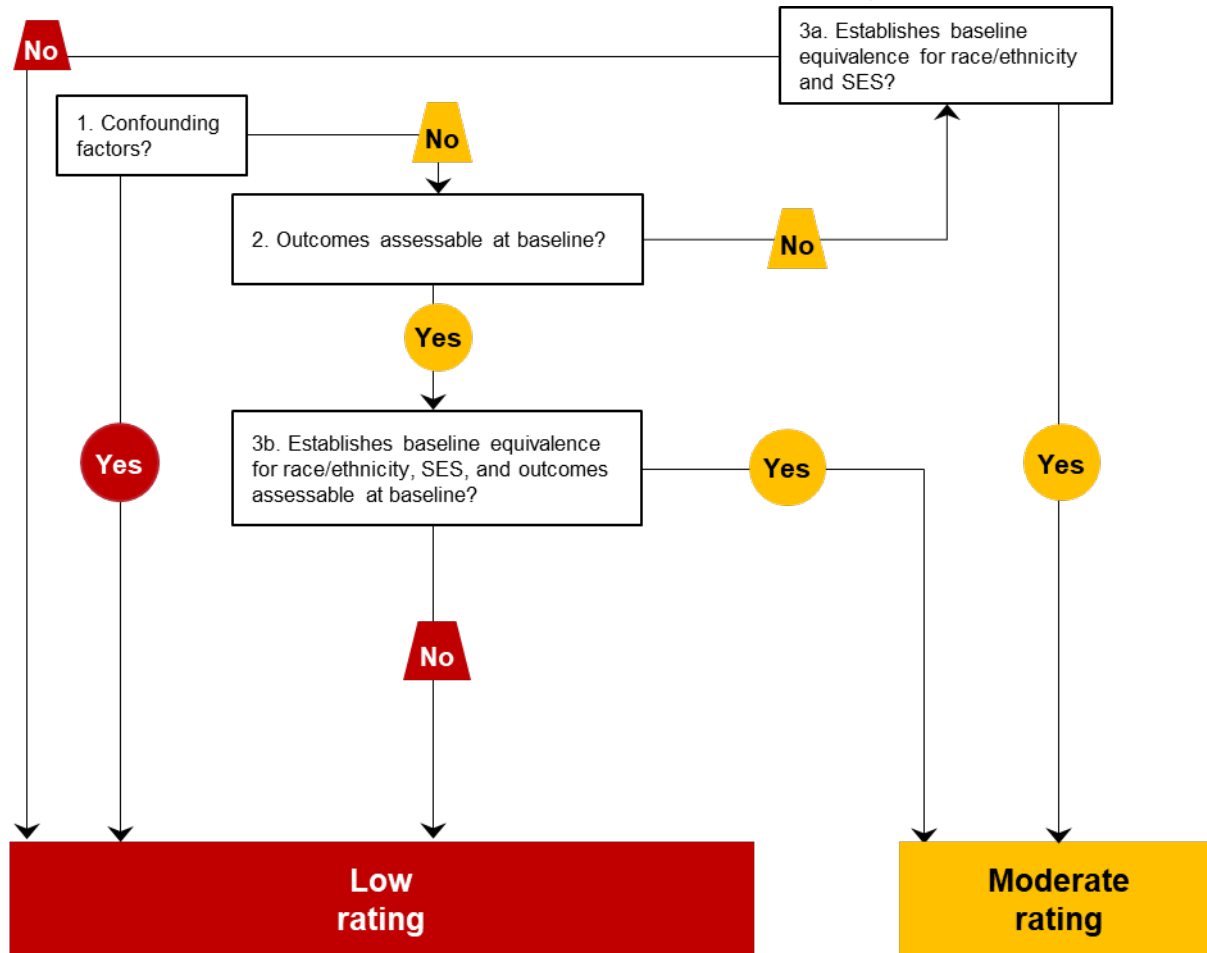 No
3a. Establishes baseline
equivalence for race/ethnicity
and SES?
1. Confounding
factors?
No
2. Outcomes assessable at baseline?
No
Yes
3b. Establishes baseline equivalence
for race/ethnicity, SES, and outcomes
assessable at baseline?
Yes
Yes
Yes
No
Low
rating
Moderate
rating